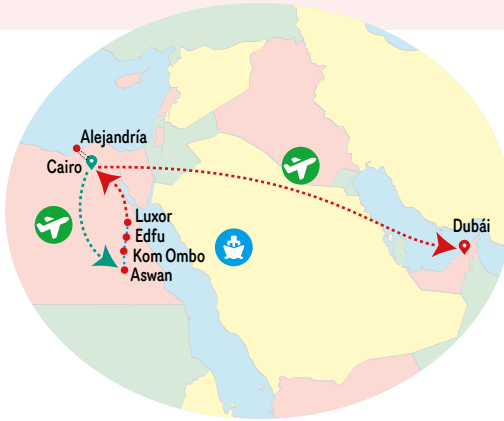 Alejandría
Cairo
Luxor
Edfu
Kom Ombo
Aswan
Dubái